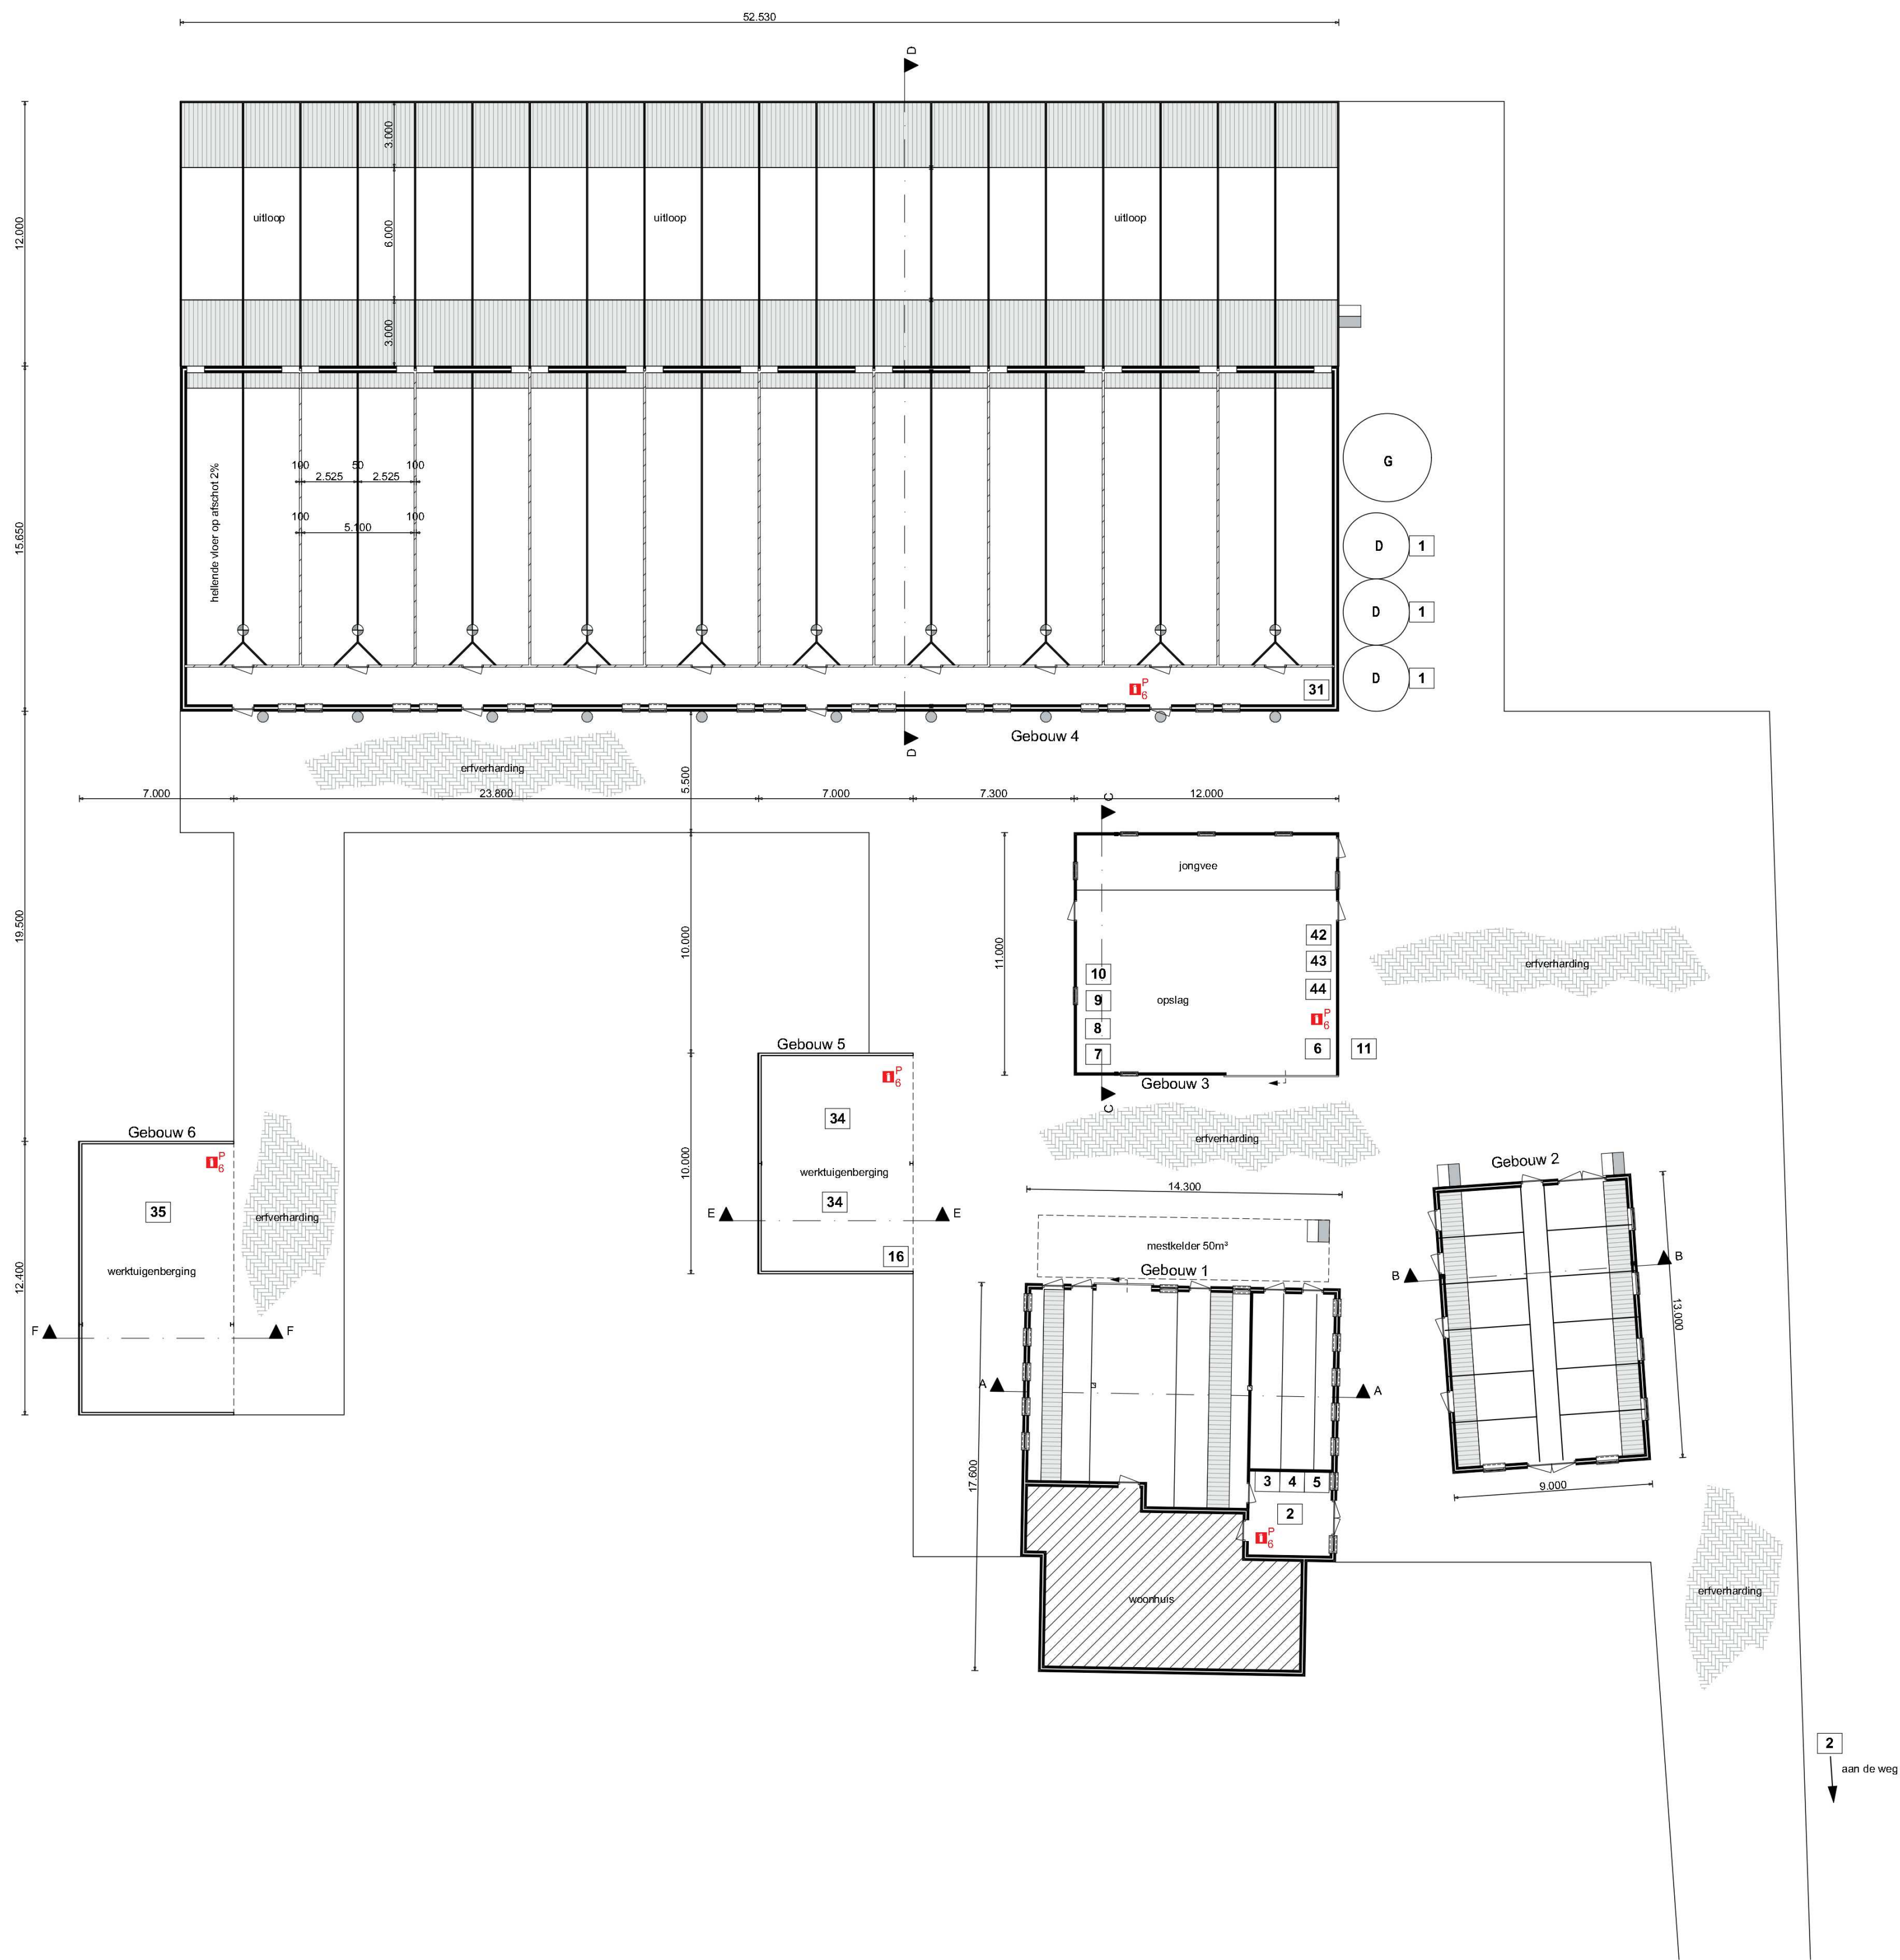 52.530
D
12.000
3.000
6.000
3.000
uitloop
uitloop
uitloop
15.650
hellende vloer op afschot 2%
100 50 100
2.525 2.525
100 100
5.100
G
D 1
D 1
D 1
P
6
31
D
Gebouw 4
erfverharding
5.500
7.000 23.800 7.000 7.300 12.000
C
19.500
10.000
11.000
jongvee
opslag
10
9
8
7
42
43
44
P
6
6
11
erfverharding
Gebouw 3
C
erfverharding
Gebouw 5
P
6
34
werktuigenberging
34
10.000
E E
16
Gebouw 6
P
6
35
erfverharding
werktuigenberging
12.400
F F
14.300
mestkelder 50m³
Gebouw 1
A A
17.600
3 4 5
2
P
6
woonhuis
Gebouw 2
B B
13.000
9.000
erfverharding
2
aan de weg